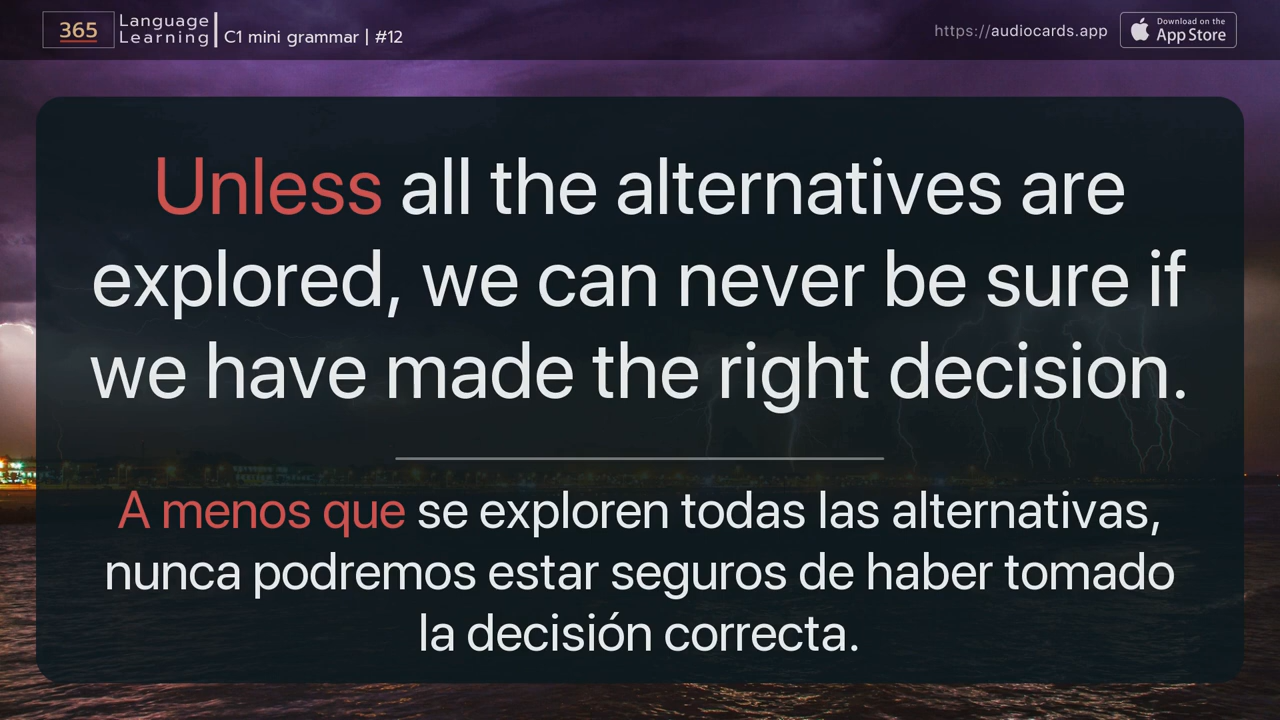 365
Language
Learning
C1 mini grammar | #12
https://audiocards.app
Download on the
App Store
Unless all the alternatives are
explored, we can never be sure if
we have made the right decision.
A menos que se exploren todas las alternativas,
nunca podremos estar seguros de haber tomado
la decisión correcta.